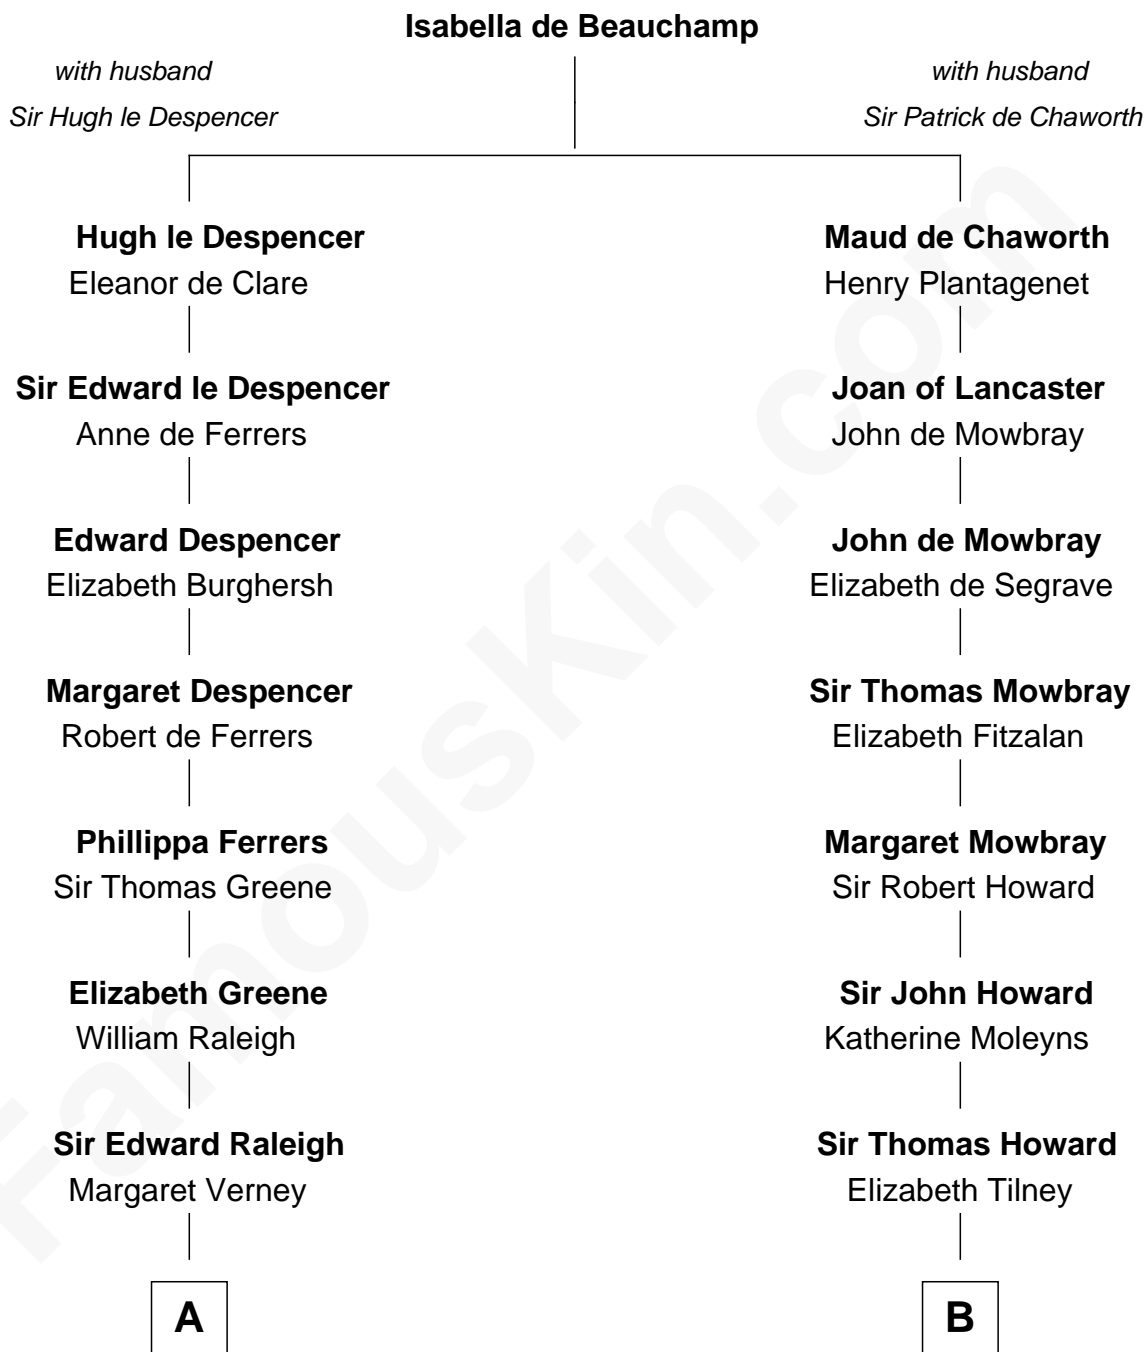 Isabella de Beauchamp
with husband
Sir Hugh le Despencer
with husband
Sir Patrick de Chaworth
Hugh le Despencer
Eleanor de Clare
Maud de Chaworth
Henry Plantagenet
Sir Edward le Despencer
Anne de Ferrers
Joan of Lancaster
John de Mowbray
Edward Despencer
Elizabeth Burghersh
John de Mowbray
Elizabeth de Segrave
Margaret Despencer
Robert de Ferrers
Sir Thomas Mowbray
Elizabeth Fitzalan
Phillippa Ferrers
Sir Thomas Greene
Margaret Mowbray
Sir Robert Howard
Elizabeth Greene
William Raleigh
Sir John Howard
Katherine Moleyns
Sir Edward Raleigh
Margaret Verney
Sir Thomas Howard
Elizabeth Tilney
A
B
FamousKin.com